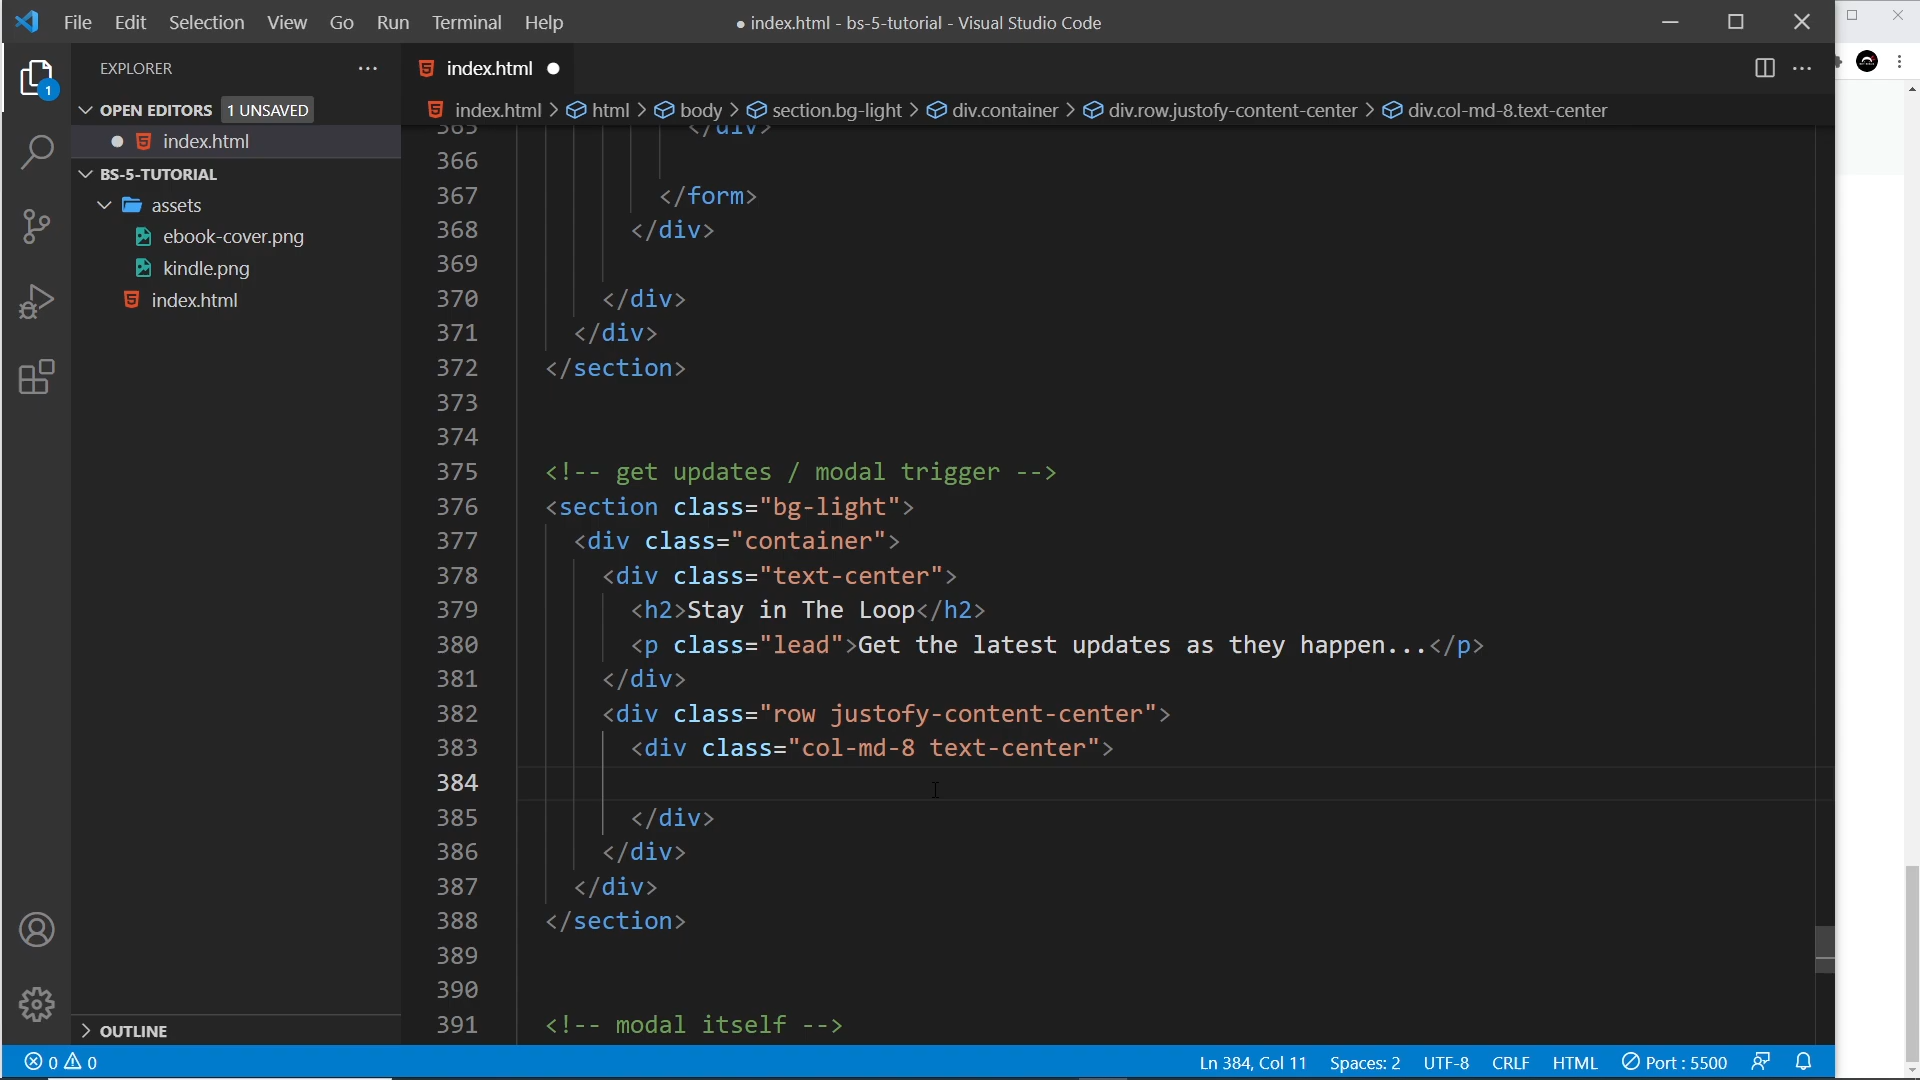 File Edit Selection View Go Run Terminal Help
● index.html - bs-5-tutorial - Visual Studio Code
EXPLORER
OPEN EDITORS 1 UNSAVED
index.html
BS-5-TUTORIAL
assets
ebook-cover.png
kindle.png
index.html
OUTLINE
1
index.html
index.html > html > body > section.bg-light > div.container > div.row.justofy-content-center > div.col-md-8.text-center
365 </div>
366
367 </form>
368 </div>
369
370 </div>
371 </div>
372 </section>
373
374
375 <!-- get updates / modal trigger -->
376 <section class="bg-light">
377 <div class="container">
378 <div class="text-center">
379 <h2>Stay in The Loop</h2>
380 <p class="lead">Get the latest updates as they happen...</p>
381 </div>
382 <div class="row justofy-content-center">
383 <div class="col-md-8 text-center">
384
385 </div>
386 </div>
387 </div>
388 </section>
389
390
391 <!-- modal itself -->
0 0 Ln 384, Col 11 Spaces: 2 UTF-8 CRLF HTML Port : 5500